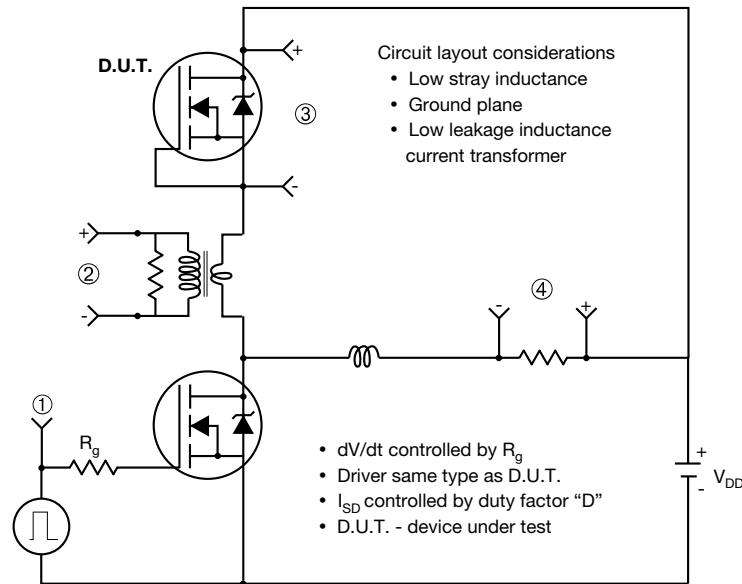 D.U.T.
+
-
③
Circuit layout considerations
• Low stray inductance
• Ground plane
• Low leakage inductance
current transformer
+
②
-
④
-
+
①
Rg
• dV/dt controlled by Rg
• Driver same type as D.U.T.
• ISD controlled by duty factor “D”
• D.U.T. - device under test
+
VDD
-